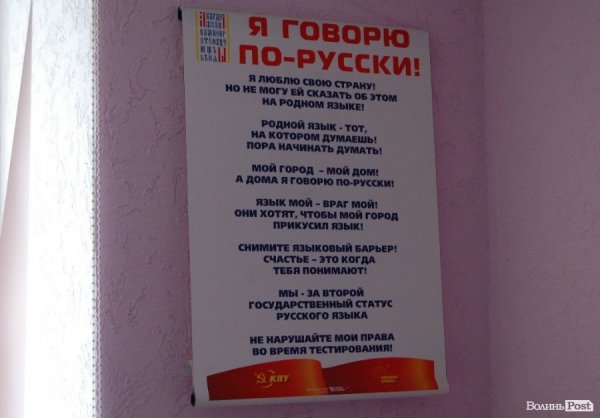 Я ГОВОРЮ
ПО-РУССКИ!
Я ЛЮБЛЮ СВОЮ СТРАНУ!
НО НЕ МОГУ ЕЙ СКАЗАТЬ ОБ ЭТОМ
НА РОДНОМ ЯЗЫКЕ!
РОДНОЙ ЯЗЫК - ТОТ,
НА КОТОРОМ ДУМАЕШЬ!
ПОРА НАЧИНАТЬ ДУМАТЬ!
МОЙ ГОРОД – МОЙ ДОМ!
А ДОМА Я ГОВОРЮ ПО-РУССКИ!
ЯЗЫК МОЙ – ВРАГ МОЙ!
ОНИ ХОТЯТ, ЧТОБЫ МОЙ ГОРОД
ПРИКУСИЛ ЯЗЫК!
СНИМИТЕ ЯЗЫКОВЫЙ БАРЬЕР!
СЧАСТЬЕ – ЭТО КОГДА
ТЕБЯ ПОНИМАЮТ!
МЫ - ЗА ВТОРОЙ
ГОСУДАРСТВЕННЫЙ СТАТУС
РУССКОГО ЯЗЫКА
НЕ НАРУШАЙТЕ МОИ ПРАВА
ВО ВРЕМЯ ТЕСТИРОВАНИЯ!
КПУ
ВолиньPost